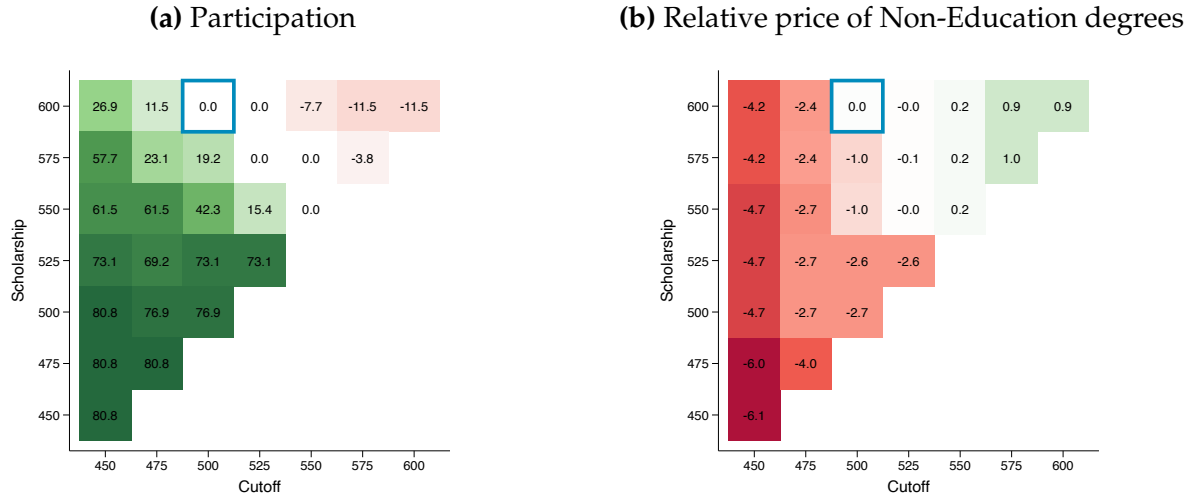 (a) Participation
Scholarship
600 26.9 11.5 0.0 0.0 -7.7 -11.5 -11.5
575 57.7 23.1 19.2 0.0 0.0 -3.8
550 61.5 61.5 42.3 15.4 0.0
525 73.1 69.2 73.1 73.1
500 80.8 76.9 76.9
475 80.8 80.8
450 80.8
450 475 500 525 550 575 600
Cutoff
(b) Relative price of Non-Education degrees
Scholarship
600 -4.2 -2.4 0.0 -0.0 0.2 0.9 0.9
575 -4.2 -2.4 -1.0 -0.1 0.2 1.0
550 -4.7 -2.7 -1.0 -0.0 0.2
525 -4.7 -2.7 -2.6 -2.6
500 -4.7 -2.7 -2.7
475 -6.0 -4.0
450 -6.1
450 475 500 525 550 575 600
Cutoff